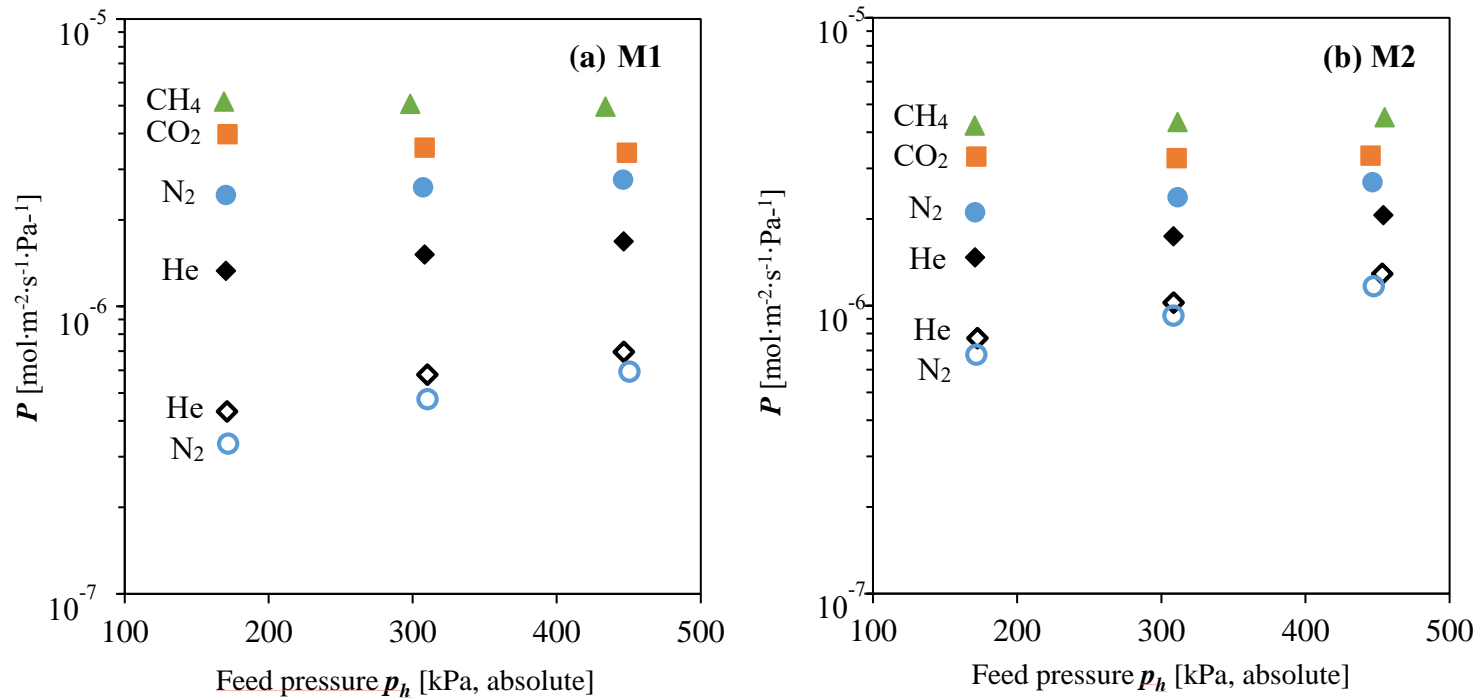 10⁻⁵
(a) M1
CH₄
CO₂
N₂
He
10⁻⁶
He
N₂
10⁻⁷
100
200
300
400
500
P [mol·m⁻²·s⁻¹·Pa-¹]
Feed pressure pₕ [kPa, absolute]
10⁻⁵
(b) M2
CH₄
CO₂
N₂
He
10⁻⁶
He
N₂
10⁻⁷
100
200
300
400
500
P [mol·m⁻²·s⁻¹·Pa-¹]
Feed pressure pₕ [kPa, absolute]